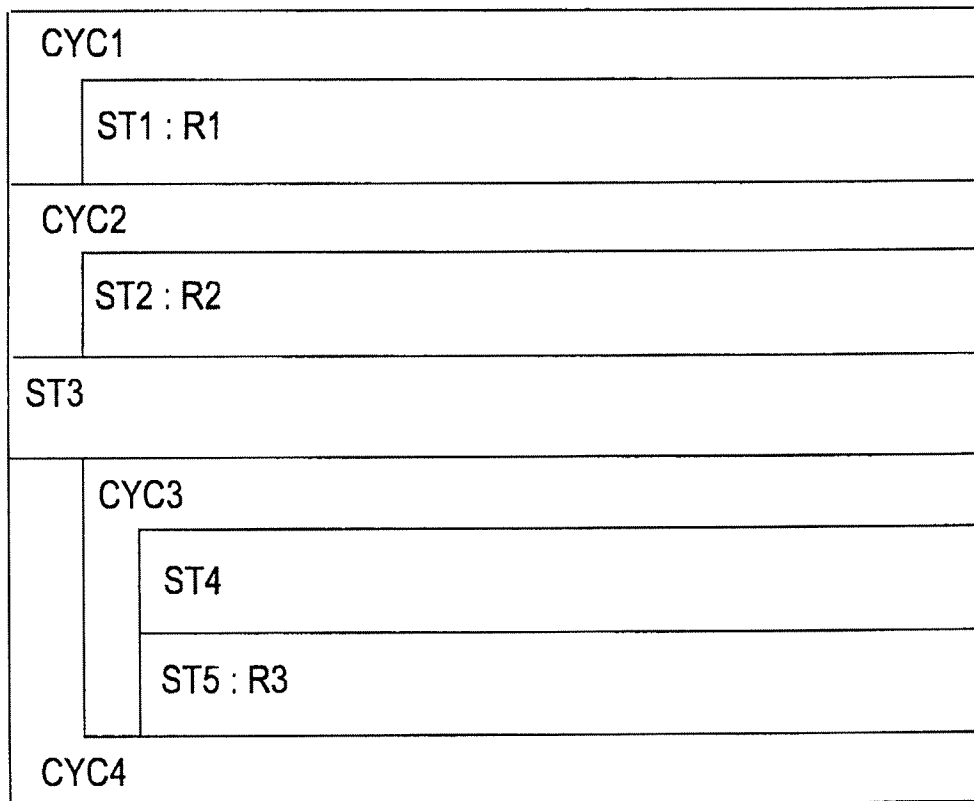 CYC1
ST1 : R1
CYC2
ST2 : R2
ST3
CYC3
ST4
ST5 : R3
CYC4